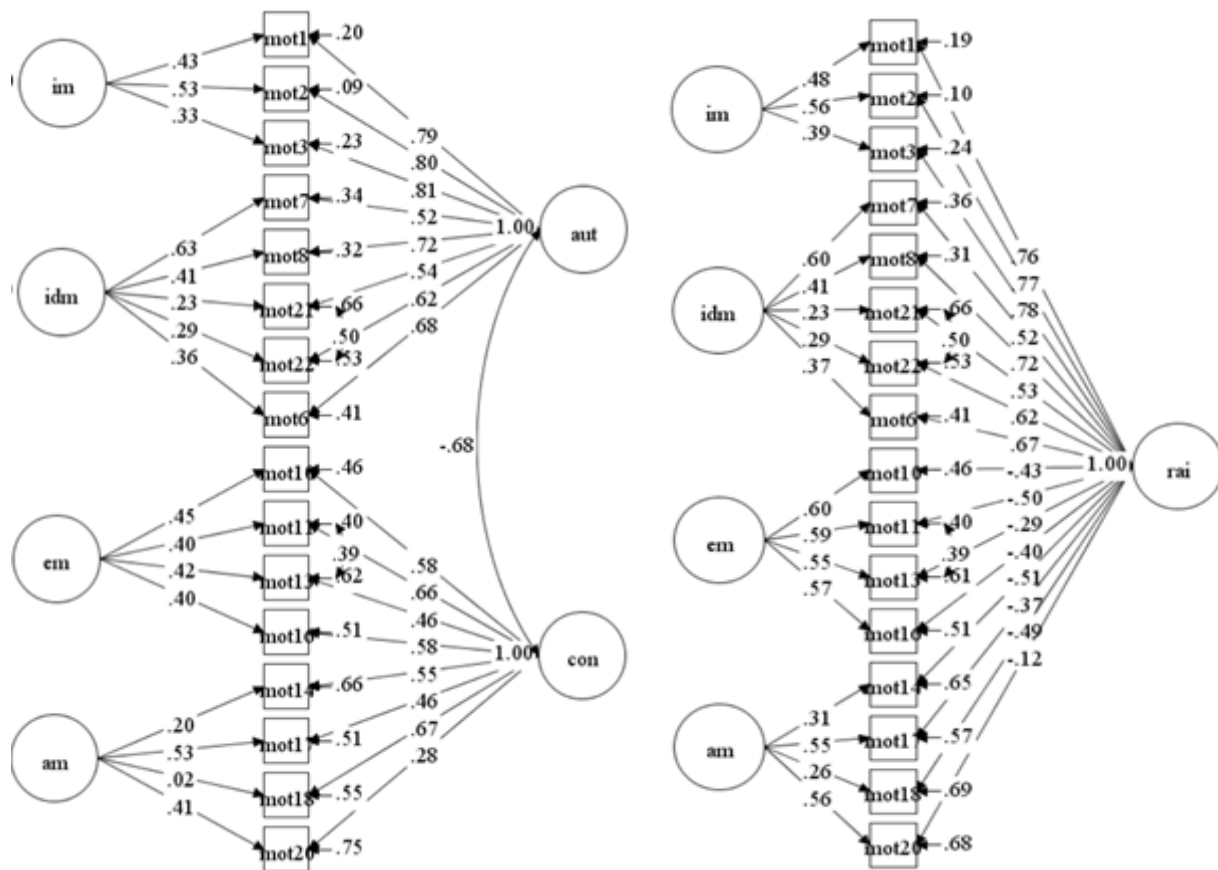 im
.43
.53
.33
mot1
.20
mot2
.09
mot3
.23
idm
.63
.41
.23
.29
.36
mot7
.34
mot8
.32
mot21
.66
.50
mot22
.53
mot6
.41
.79
.80
.81
.52
.72
.54
.62
.68
1.00
aut
-.68
em
.45
.40
.42
.40
mot10
.46
mot11
.40
.39
mot13
.62
mot16
.51
am
.20
.53
.02
.41
mot14
.66
mot17
.51
mot18
.55
mot20
.75
.58
.66
.46
.58
.55
.46
.67
.28
1.00
con
im
.48
.56
.39
mot1
.19
mot2
.10
mot3
.24
idm
.60
.41
.23
.29
.37
mot7
.36
mot8
.31
mot21
.66
.50
mot22
.53
mot6
.41
em
.60
.59
.55
.57
mot10
.46
mot11
.40
.39
mot13
.61
mot16
.51
am
.31
.55
.26
.56
mot14
.65
mot17
.57
mot18
.69
mot20
.68
.76
.77
.78
.52
.72
.53
.62
.67
-.43
-.50
-.29
-.40
-.51
-.37
-.49
-.12
1.00
rai